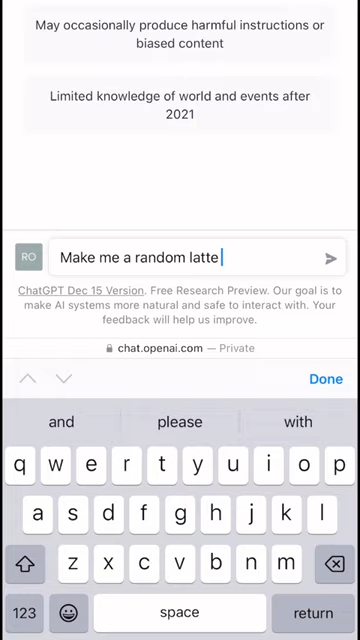 May occasionally produce harmful instructions or
biased content
Limited knowledge of world and events after
2021
RO
Make me a random latte
ChatGPT Dec 15 Version. Free Research Preview. Our goal is to
make AI systems more natural and safe to interact with. Your
feedback will help us improve.
chat.openai.com — Private
Done
and please with
q w e r t y u i o p
a s d f g h j k l
z x c v b n m
123 space return